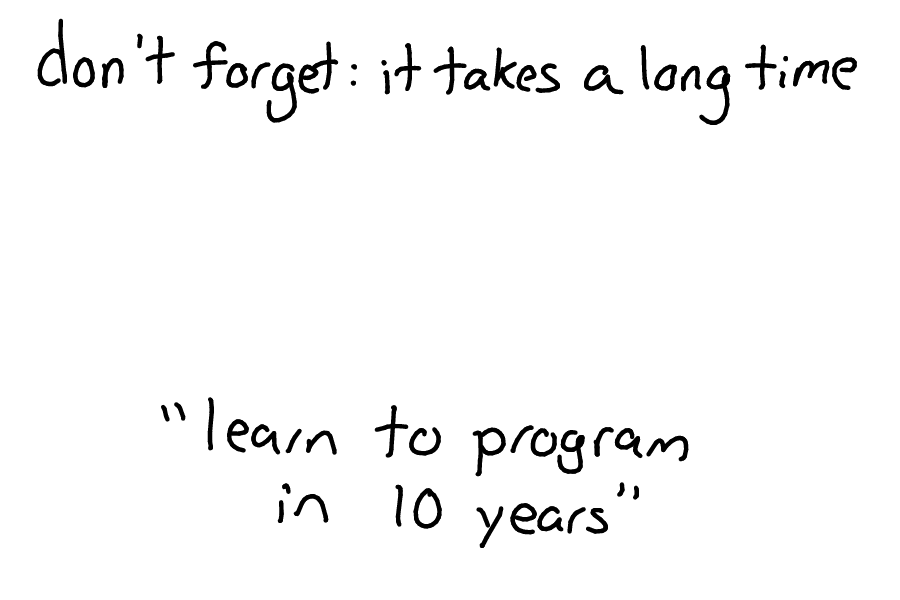 don't forget: it takes a long time
"learn to program
in 10 years"